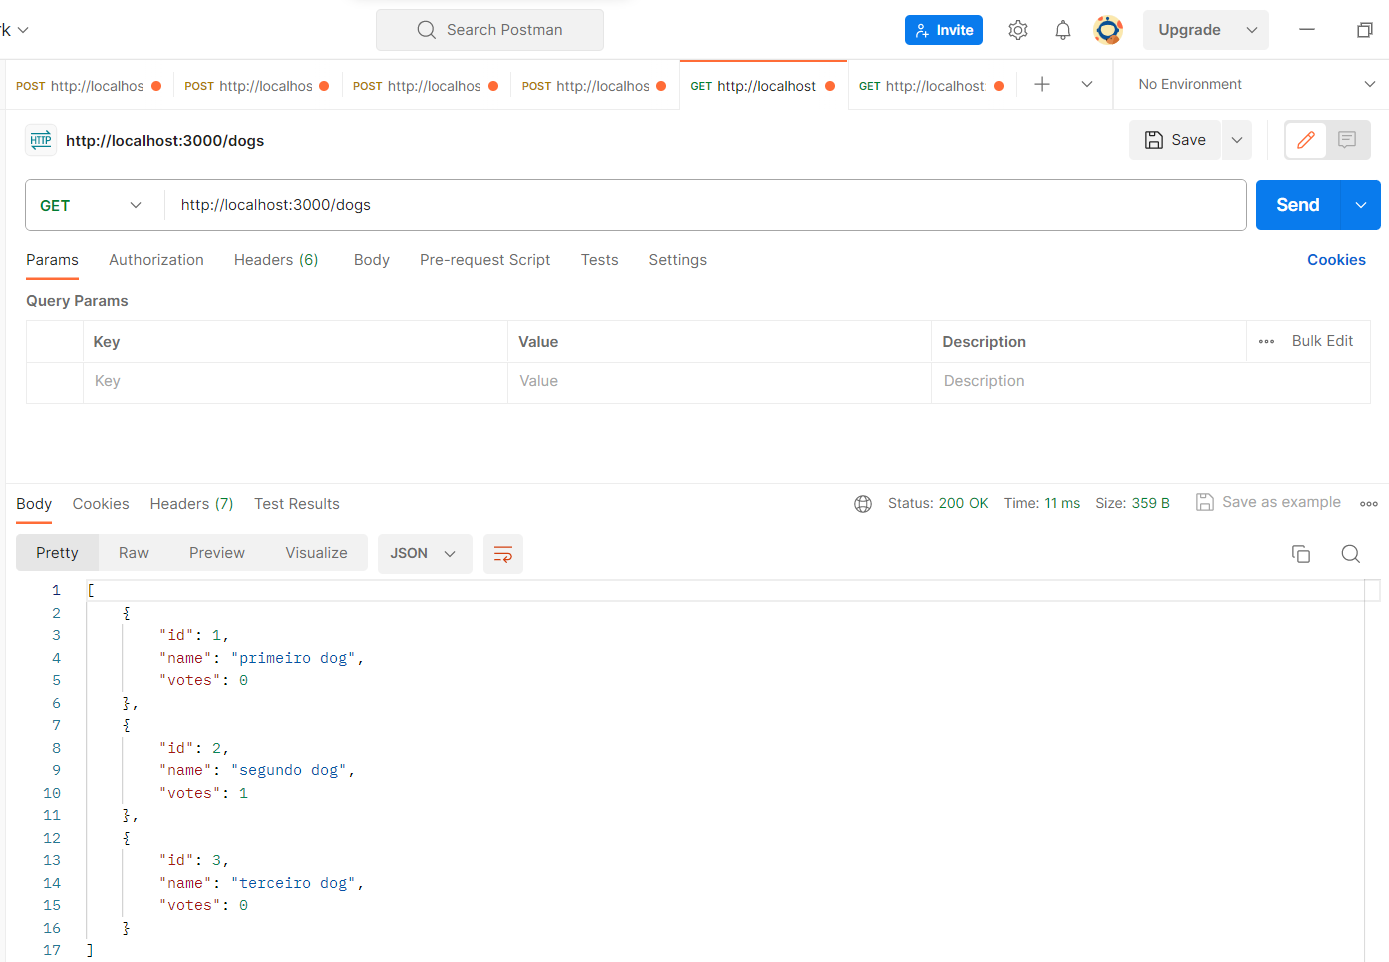 rk
Search Postman
Invite
Upgrade
POST http://localhos
POST http://localhos
POST http://localhos
POST http://localhos
GET http://localhost
GET http://localhost
No Environment
HTTP
http://localhost:3000/dogs
Save
GET
http://localhost:3000/dogs
Send
Params Authorization Headers (6) Body Pre-request Script Tests Settings Cookies
Query Params
Key Value Description Bulk Edit
Key Value Description
Body Cookies Headers (7) Test Results Status: 200 OK Time: 11 ms Size: 359 B Save as example
Pretty Raw Preview Visualize JSON
1 [
2 {
3 "id": 1,
4 "name": "primeiro dog",
5 "votes": 0
6 },
7 {
8 "id": 2,
9 "name": "segundo dog",
10 "votes": 1
11 },
12 {
13 "id": 3,
14 "name": "terceiro dog",
15 "votes": 0
16 }
17 ]